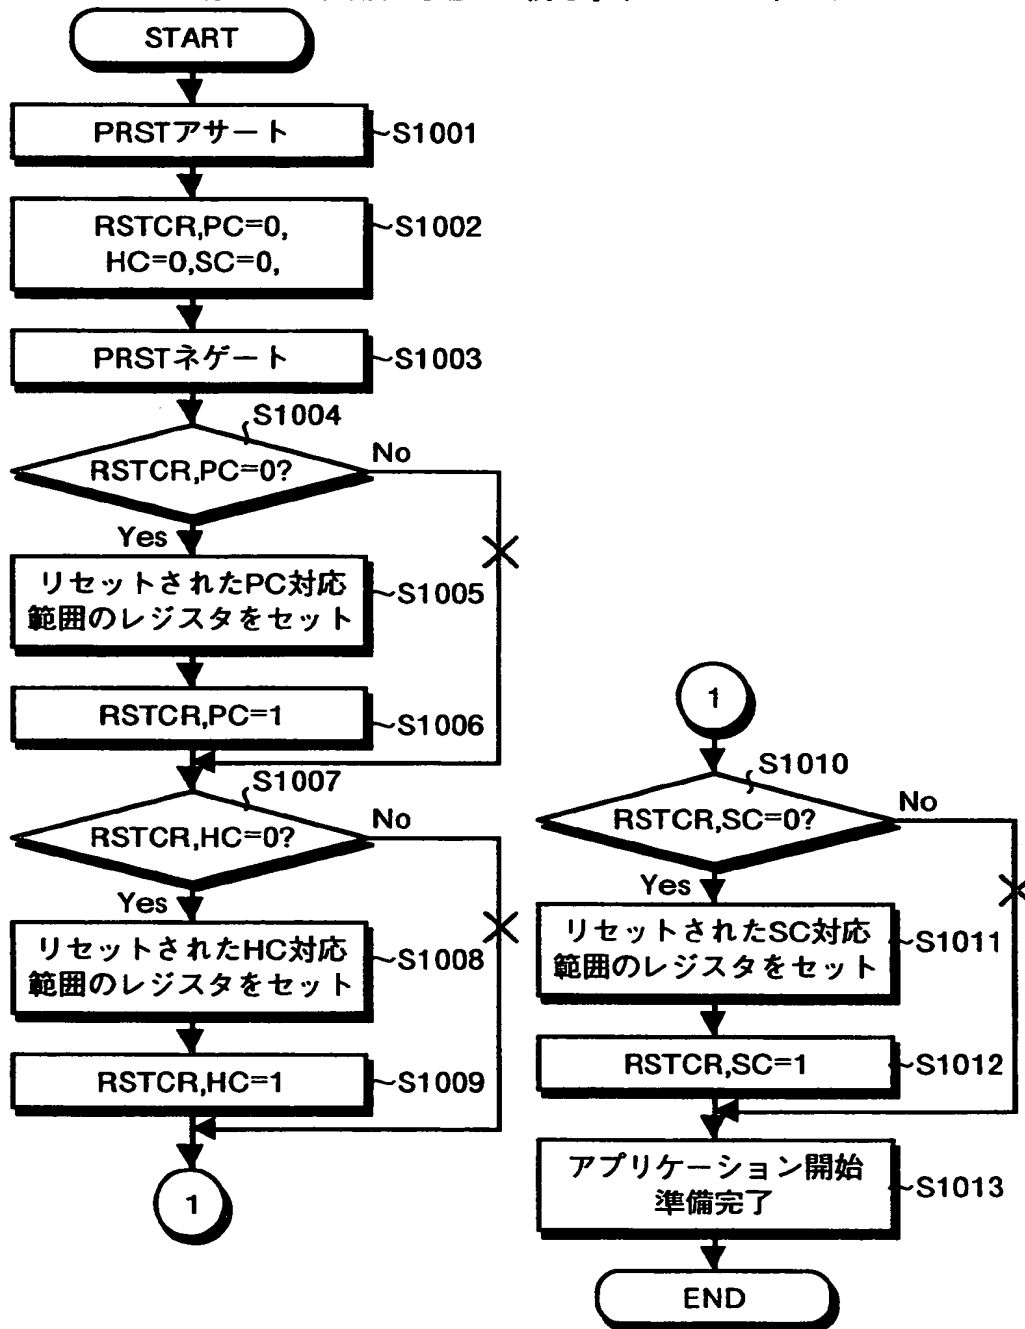 START
PRSTアサート
S1001
RSTCR,PC=0,
HC=0,SC=0,
S1002
PRSTネゲート
S1003
S1004
RSTCR,PC=0?
No
Yes
リセットされたPC対応
範囲のレジスタをセット
S1005
RSTCR,PC=1
S1006
S1007
RSTCR,HC=0?
No
Yes
リセットされたHC対応
範囲のレジスタをセット
S1008
RSTCR,HC=1
S1009
1
1
S1010
RSTCR,SC=0?
No
Yes
リセットされたSC対応
範囲のレジスタをセット
S1011
RSTCR,SC=1
S1012
アプリケーション開始
準備完了
S1013
END